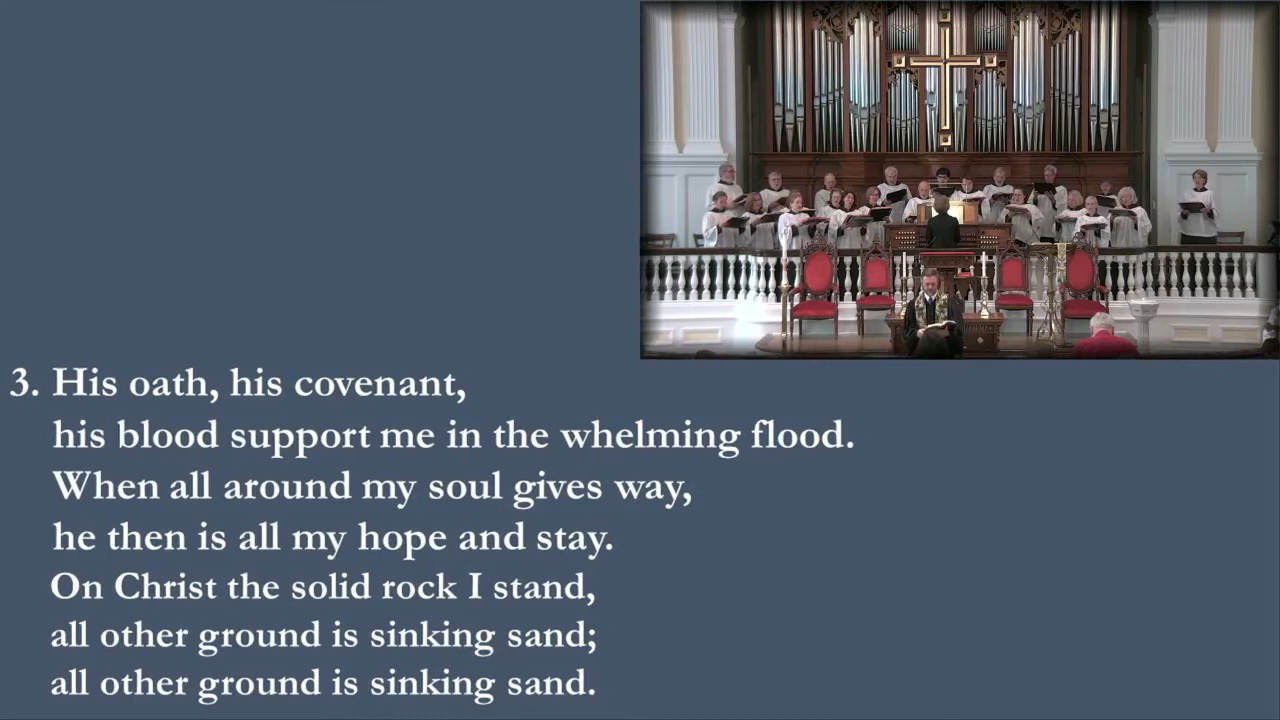 3. His oath, his covenant,
his blood support me in the whelming flood.
When all around my soul gives way,
he then is all my hope and stay.
On Christ the solid rock I stand,
all other ground is sinking sand;
all other ground is sinking sand.